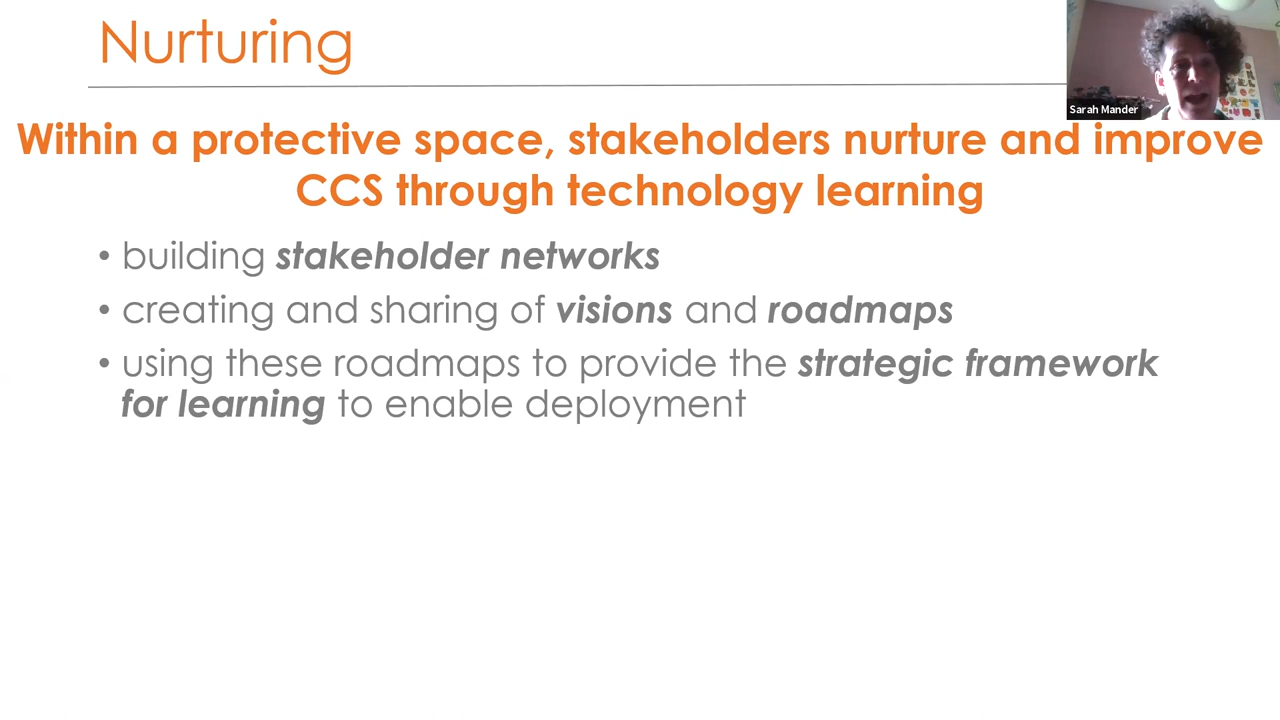 Nurturing
Sarah Mander
Within a protective space, stakeholders nurture and improve
CCS through technology learning
• building stakeholder networks
• creating and sharing of visions and roadmaps
• using these roadmaps to provide the strategic framework
for learning to enable deployment